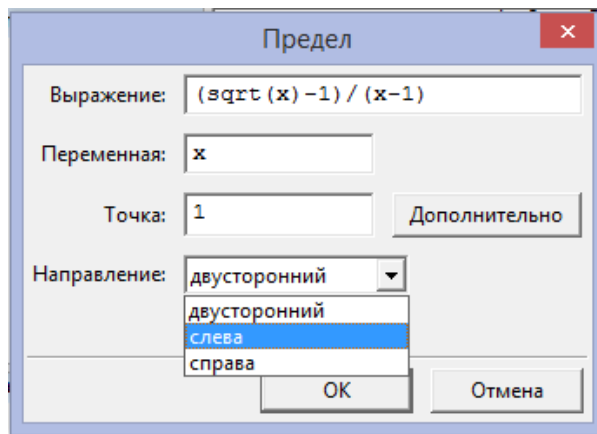 Предел
Выражение: (sqrt(x)-1)/(x-1)
Переменная: x
Точка: 1 Дополнительно
Направление: двусторонний
двусторонний
слева
справа
OK Отмена